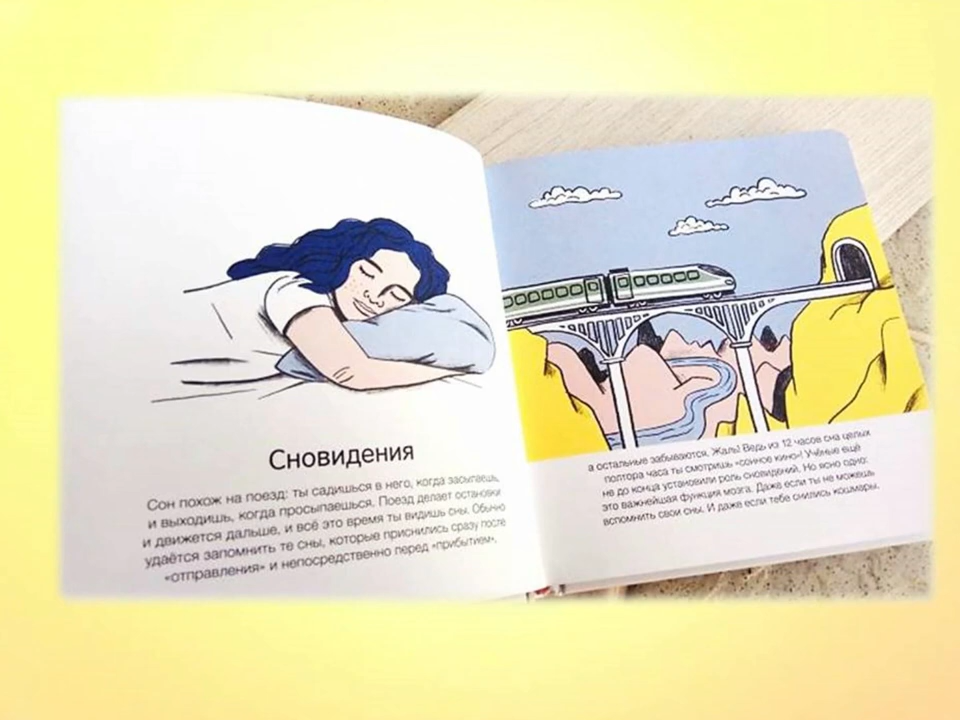 Сновидения
Сон похож на поезд: ты садишься в него, когда засыпаешь,
и выходишь, когда просыпаешься. Поезд делает остановки
и движется дальше, и всё это время ты видишь сны. Обычно
удаётся запомнить те сны, которые приснились сразу после
«отправления» и непосредственно перед «прибытием»,
а остальные забываются. Жаль! Ведь из 12 часов сна целых
полтора часа ты смотришь «сонное кино»! Учёные ещё
не до конца установили роль сновидений. Но ясно одно:
это важнейшая функция мозга. Даже если ты не можешь
вспомнить свои сны. И даже если тебе снились кошмары.